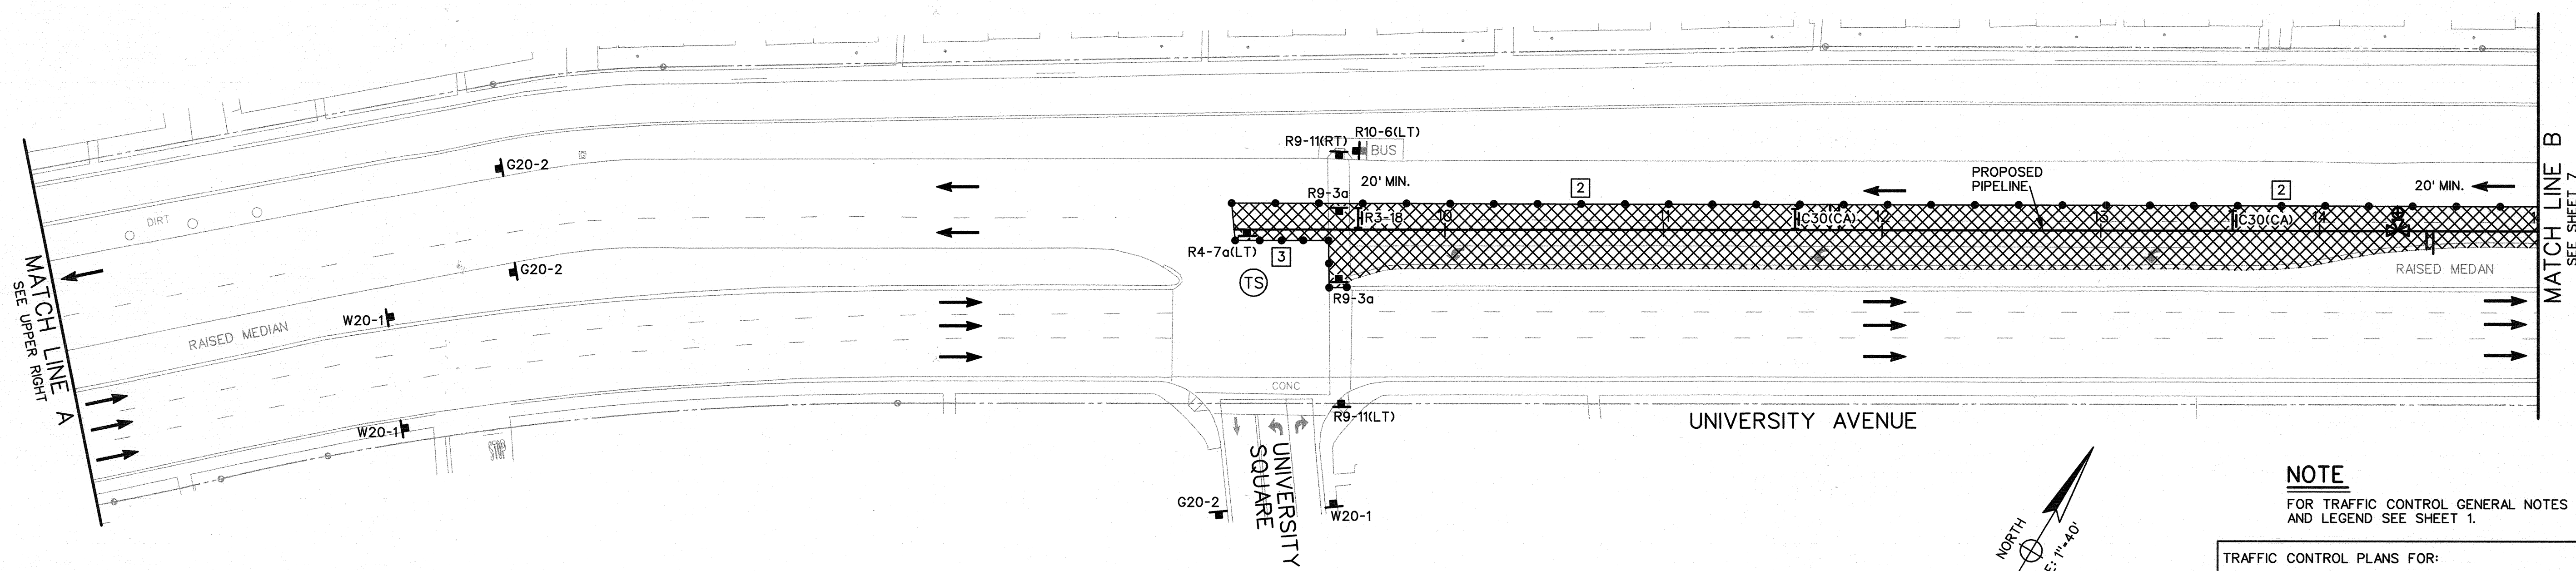 R10-6(LT)
R9-11(RT)
BUS
G20-2
PROPOSED
PIPELINE
20' MIN.
2
2
20' MIN.
R9-3a
DIRT
R3-18
10
11
C30(CA)
12
13
C30(CA)
14
R4-7a(LT)
3
G20-2
TS
R9-3a
RAISED MEDAN
MATCH LINE B
SEE SHEET 7
W20-1
RAISED MEDIAN
MATCH LINE A
SEE UPPER RIGHT
CONC
R9-11(LT)
UNIVERSITY AVENUE
W20-1
STOP
UNIVERSITY
SQUARE
G20-2
W20-1
NORTH
E: 1"=40'
NOTE
FOR TRAFFIC CONTROL GENERAL NOTES
AND LEGEND SEE SHEET 1.
TRAFFIC CONTROL PLANS FOR: